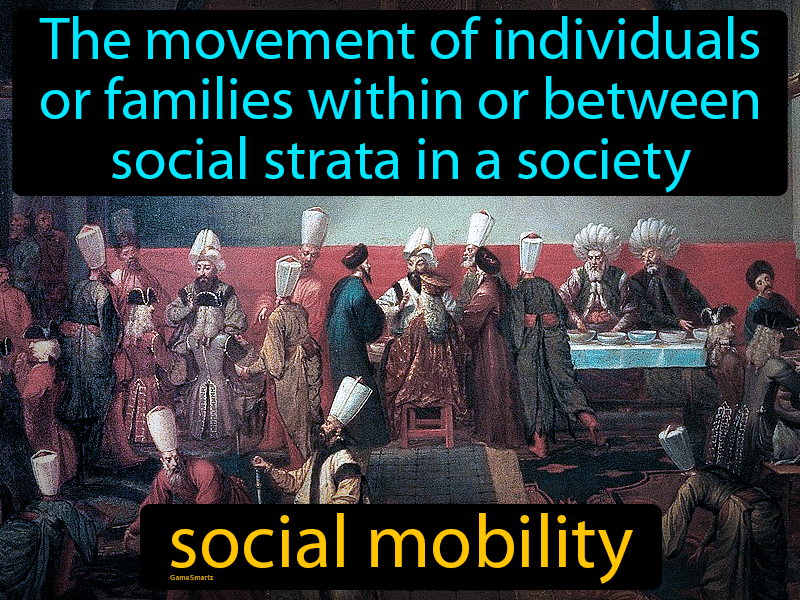 The movement of individuals
or families within or between
social strata in a society
social mobility
GameSmartz